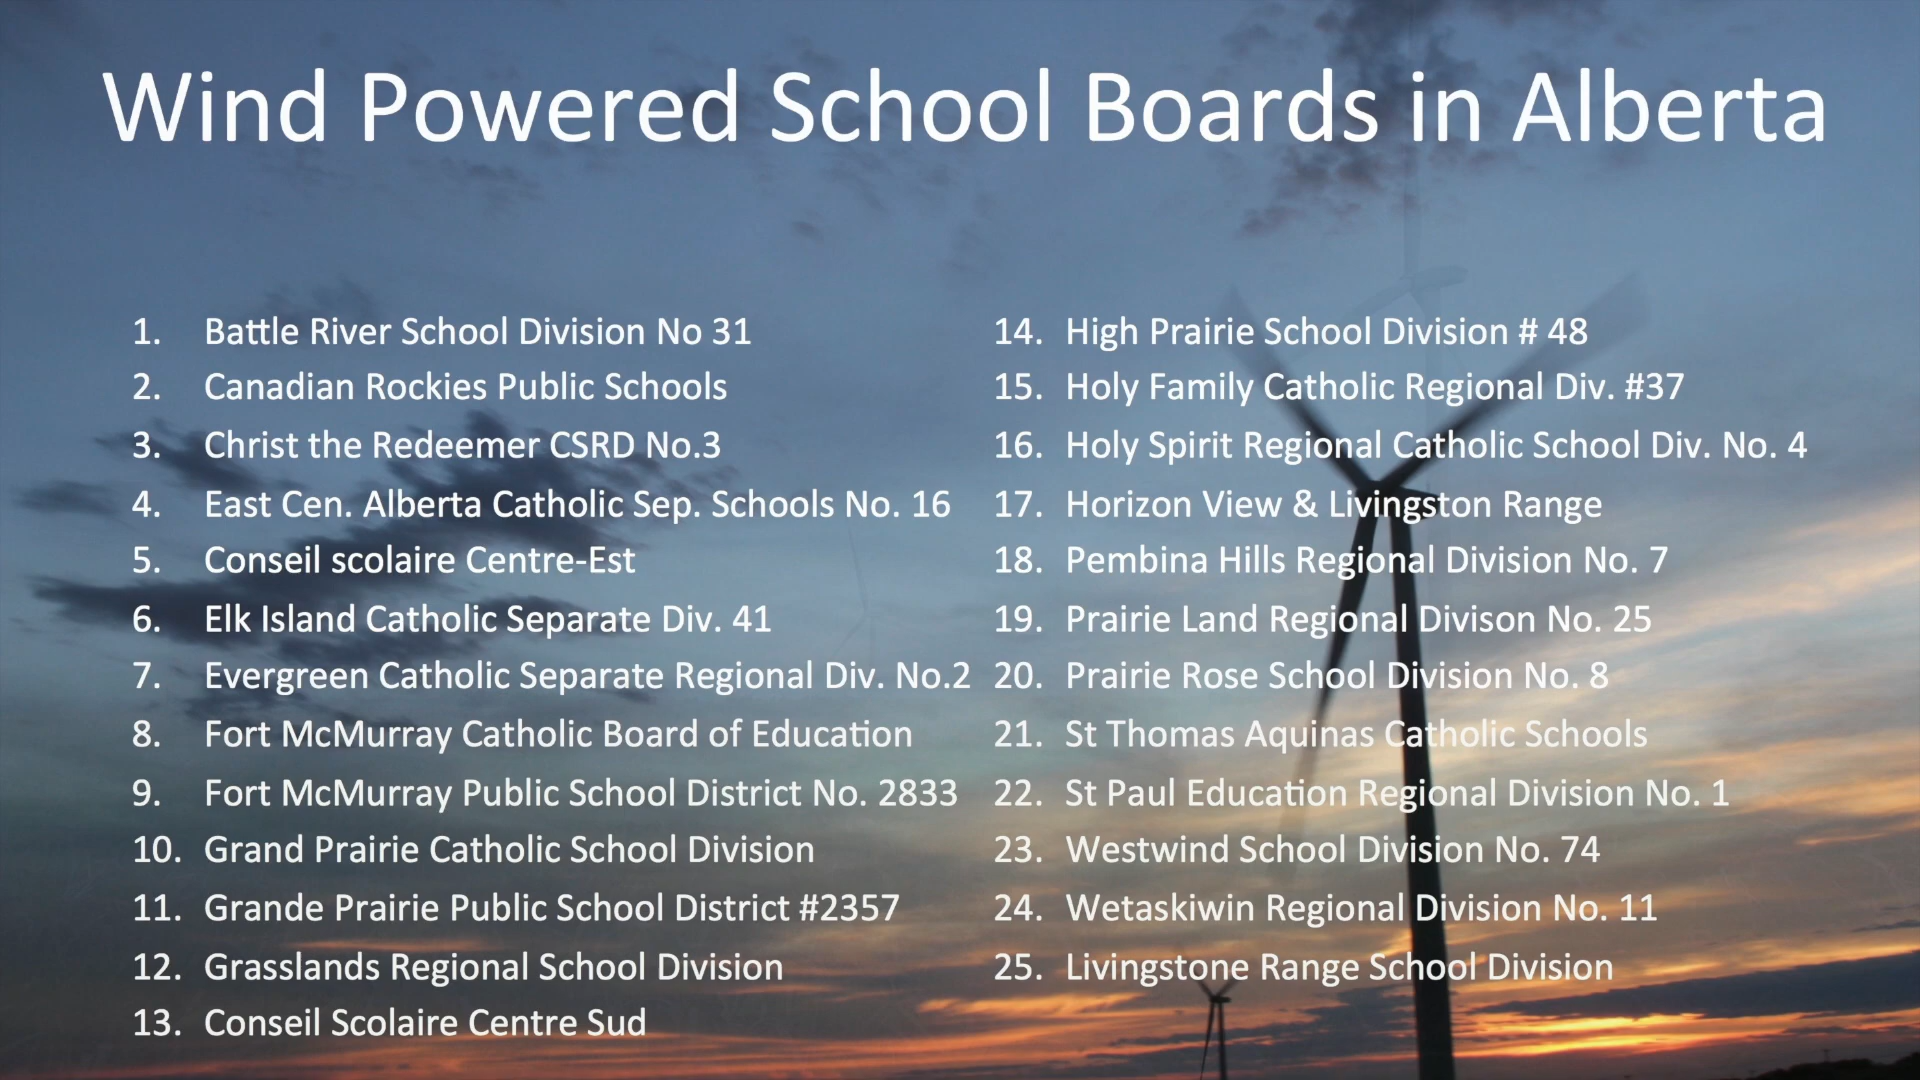 Wind Powered School Boards in Alberta
1. Battle River School Division No 31
2. Canadian Rockies Public Schools
3. Christ the Redeemer CSRD No.3
4. East Cen. Alberta Catholic Sep. Schools No. 16
5. Conseil scolaire Centre-Est
6. Elk Island Catholic Separate Div. 41
7. Evergreen Catholic Separate Regional Div. No.2
8. Fort McMurray Catholic Board of Education
9. Fort McMurray Public School District No. 2833
10. Grand Prairie Catholic School Division
11. Grande Prairie Public School District #2357
12. Grasslands Regional School Division
13. Conseil Scolaire Centre Sud
14. High Prairie School Division # 48
15. Holy Family Catholic Regional Div. #37
16. Holy Spirit Regional Catholic School Div. No. 4
17. Horizon View & Livingston Range
18. Pembina Hills Regional Division No. 7
19. Prairie Land Regional Divison No. 25
20. Prairie Rose School Division No. 8
21. St Thomas Aquinas Catholic Schools
22. St Paul Education Regional Division No. 1
23. Westwind School Division No. 74
24. Wetaskiwin Regional Division No. 11
25. Livingstone Range School Division